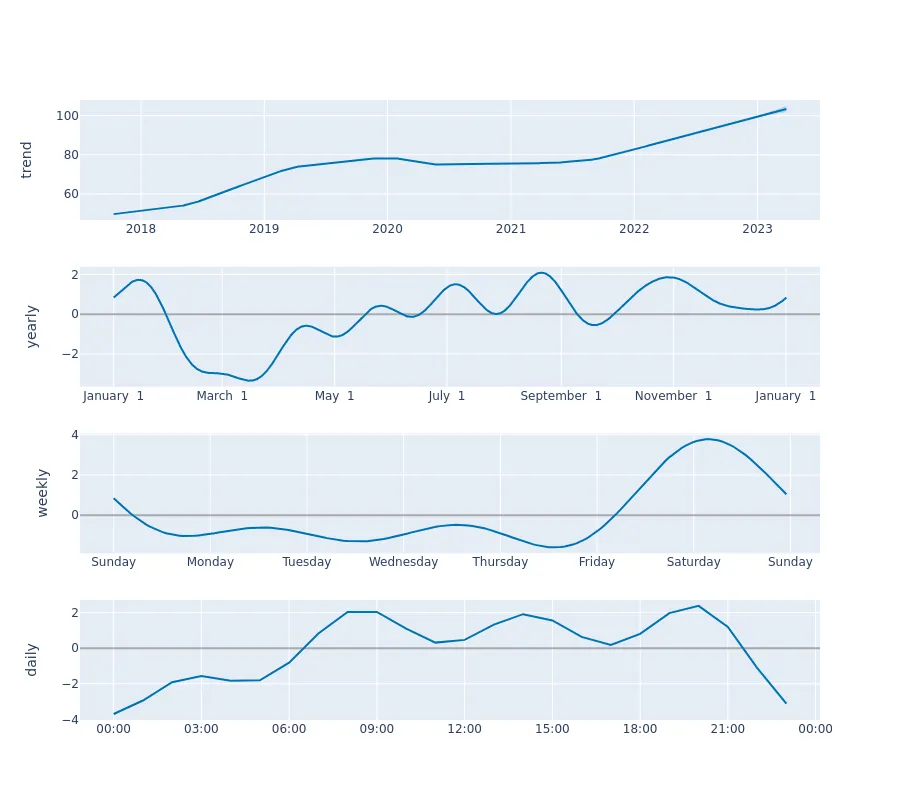 trend
100
80
60
2018 2019 2020 2021 2022 2023
yearly
2
0
−2
January 1 March 1 May 1 July 1 September 1 November 1 January 1
weekly
4
2
0
Sunday Monday Tuesday Wednesday Thursday Friday Saturday Sunday
daily
2
0
−2
−4
00:00 03:00 06:00 09:00 12:00 15:00 18:00 21:00 00:00